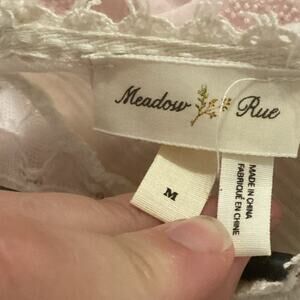 Meadow Rue
M
MADE IN CHINA
FABRIQUÉ EN CHINE